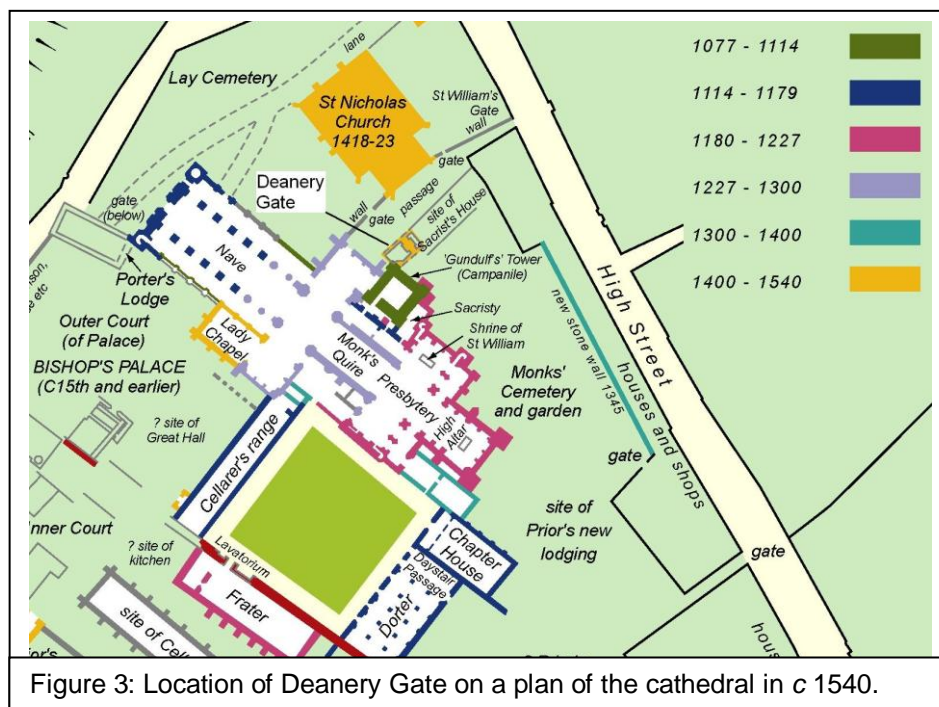 1077 - 1114
1114 - 1179
1180 - 1227
1227 - 1300
1300 - 1400
1400 - 1540
lane
Lay Cemetery
St Nicholas
Church
1418-23
St William's
Gate
wall
gate
Deanery
Gate
gate
(below)
wall
gate
passage
site of
Sacrist's House
Nave
'Gundulf's' Tower
(Campanile)
Porter's
Lodge
Sacristy
Shrine of
St William
High Street
new stone wall 1345
houses and shops
Outer Court
(of Palace)
Lady
Chapel
Monk's
Quire
Presbytery
High
Altar
Monks'
Cemetery
and garden
BISHOP'S PALACE
(C15th and earlier)
? site of
Great Hall
Cellarer's range
gate
site of
Prior's new
lodging
gate
Inner Court
? site of
kitchen
Lavatorium
Frater
Chapter
House
Daystair
Passage
Dorter
site of Cell
Figure 3: Location of Deanery Gate on a plan of the cathedral in c 1540.